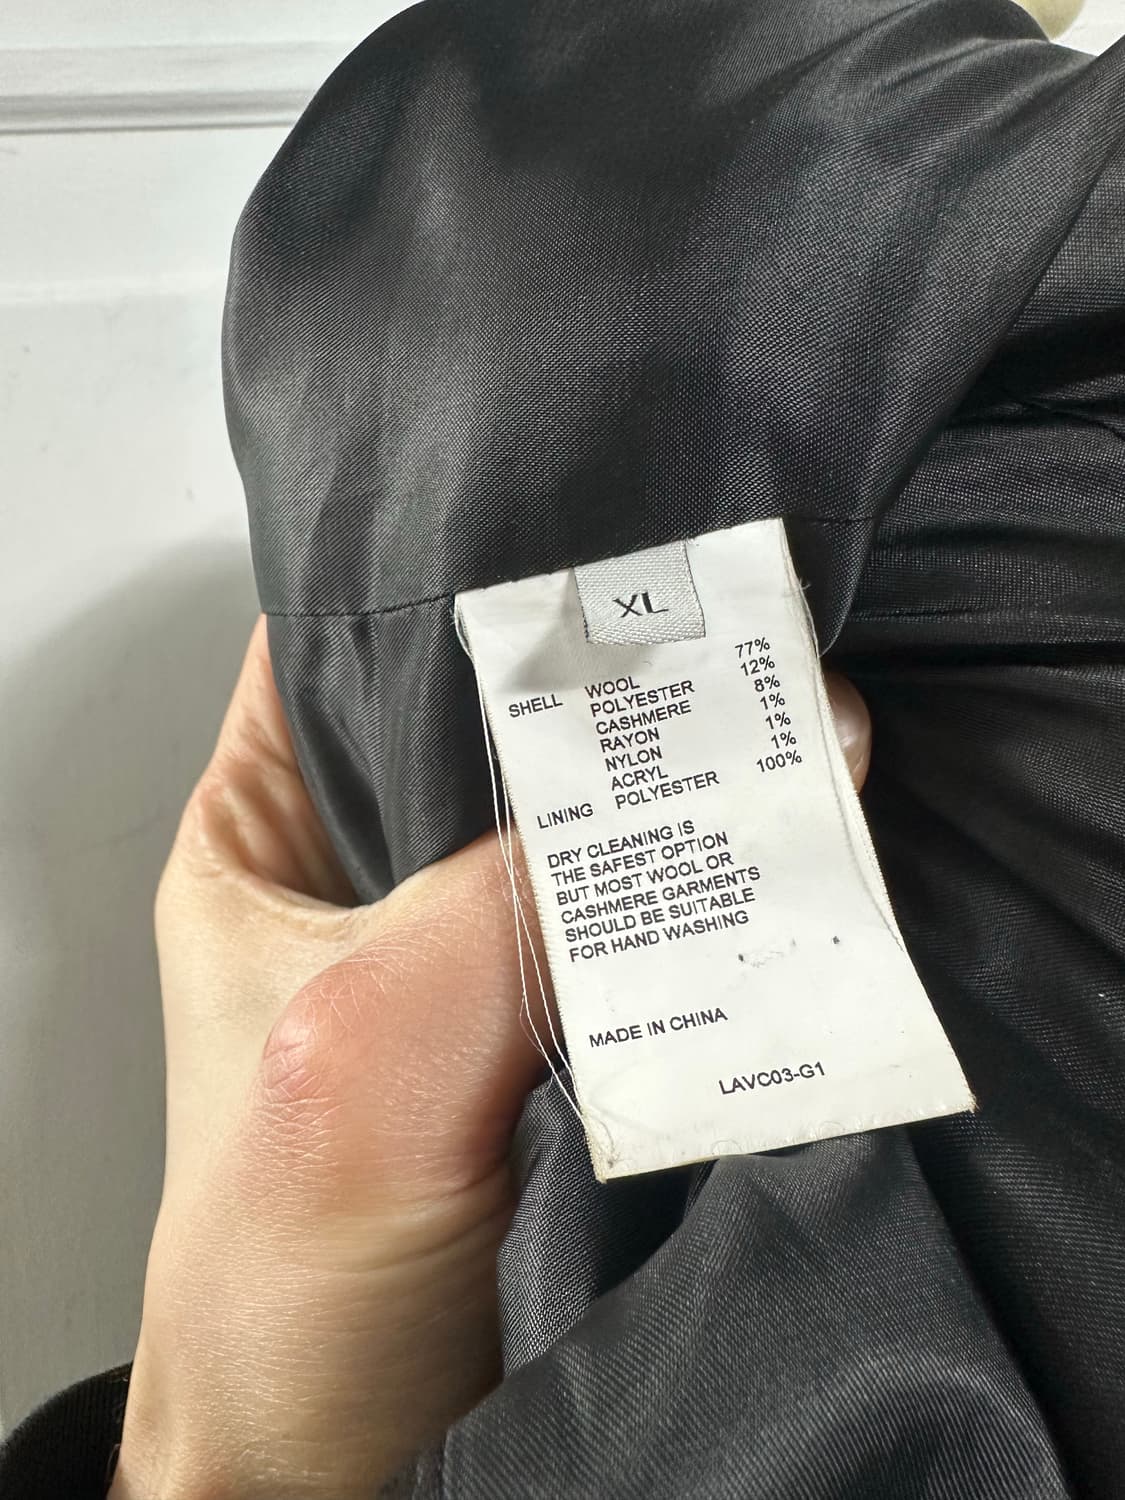 XL
SHELL WOOL 77%
POLYESTER 12%
CASHMERE 8%
RAYON 1%
NYLON 1%
ACRYL 1%
LINING POLYESTER 100%
DRY CLEANING IS
THE SAFEST OPTION
BUT MOST WOOL OR
CASHMERE GARMENTS
SHOULD BE SUITABLE
FOR HAND WASHING
MADE IN CHINA
LAVC03-G1